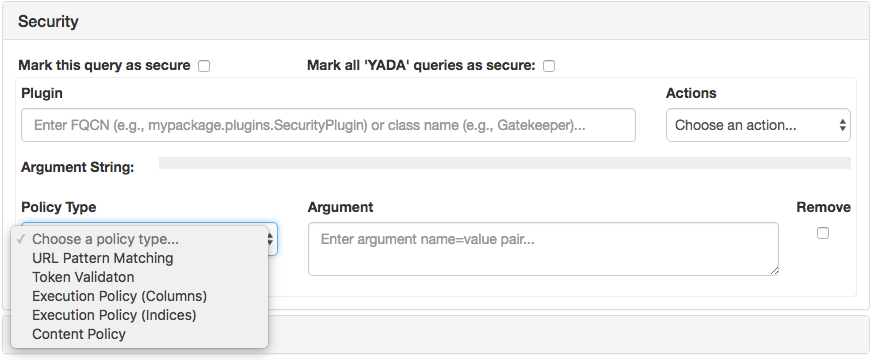 Security
Mark this query as secure Mark all 'YADA' queries as secure:
Plugin Actions
Enter FQCN (e.g., mypackage.plugins.SecurityPlugin) or class name (e.g., Gatekeeper)... Choose an action...
Argument String:
Policy Type Argument Remove
✓ Choose a policy type... Enter argument name=value pair...
URL Pattern Matching
Token Validaton
Execution Policy (Columns)
Execution Policy (Indices)
Content Policy